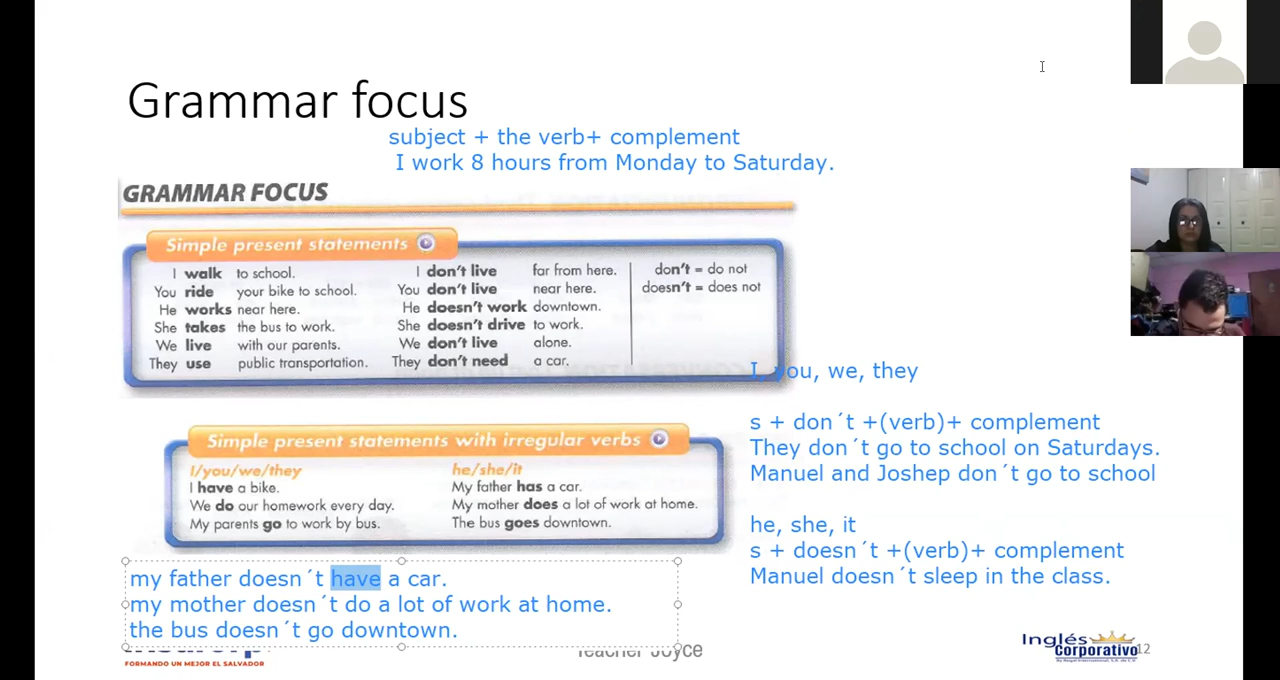 Grammar focus
subject + the verb+ complement
I work 8 hours from Monday to Saturday.
GRAMMAR FOCUS
Simple present statements
I walk to school.
You ride your bike to school.
He works near here.
She takes the bus to work.
We live with our parents.
They use public transportation.
I don't live far from here.
You don't live near here.
He doesn't work downtown.
She doesn't drive to work.
We don't live alone.
They don't need a car.
don't = do not
doesn't = does not
I, you, we, they
s + don´t +(verb)+ complement
They don´t go to school on Saturdays.
Manuel and Joshep don´t go to school
he, she, it
s + doesn´t +(verb)+ complement
Manuel doesn´t sleep in the class.
Simple present statements with irregular verbs
I/you/we/they
I have a bike.
We do our homework every day.
My parents go to work by bus.
he/she/it
My father has a car.
My mother does a lot of work at home.
The bus goes downtown.
my father doesn´t have a car.
my mother doesn´t do a lot of work at home.
the bus doesn´t go downtown.
FORMANDO UN MEJOR EL SALVADOR
Teacher Joyce
Inglés
Corporativo
12